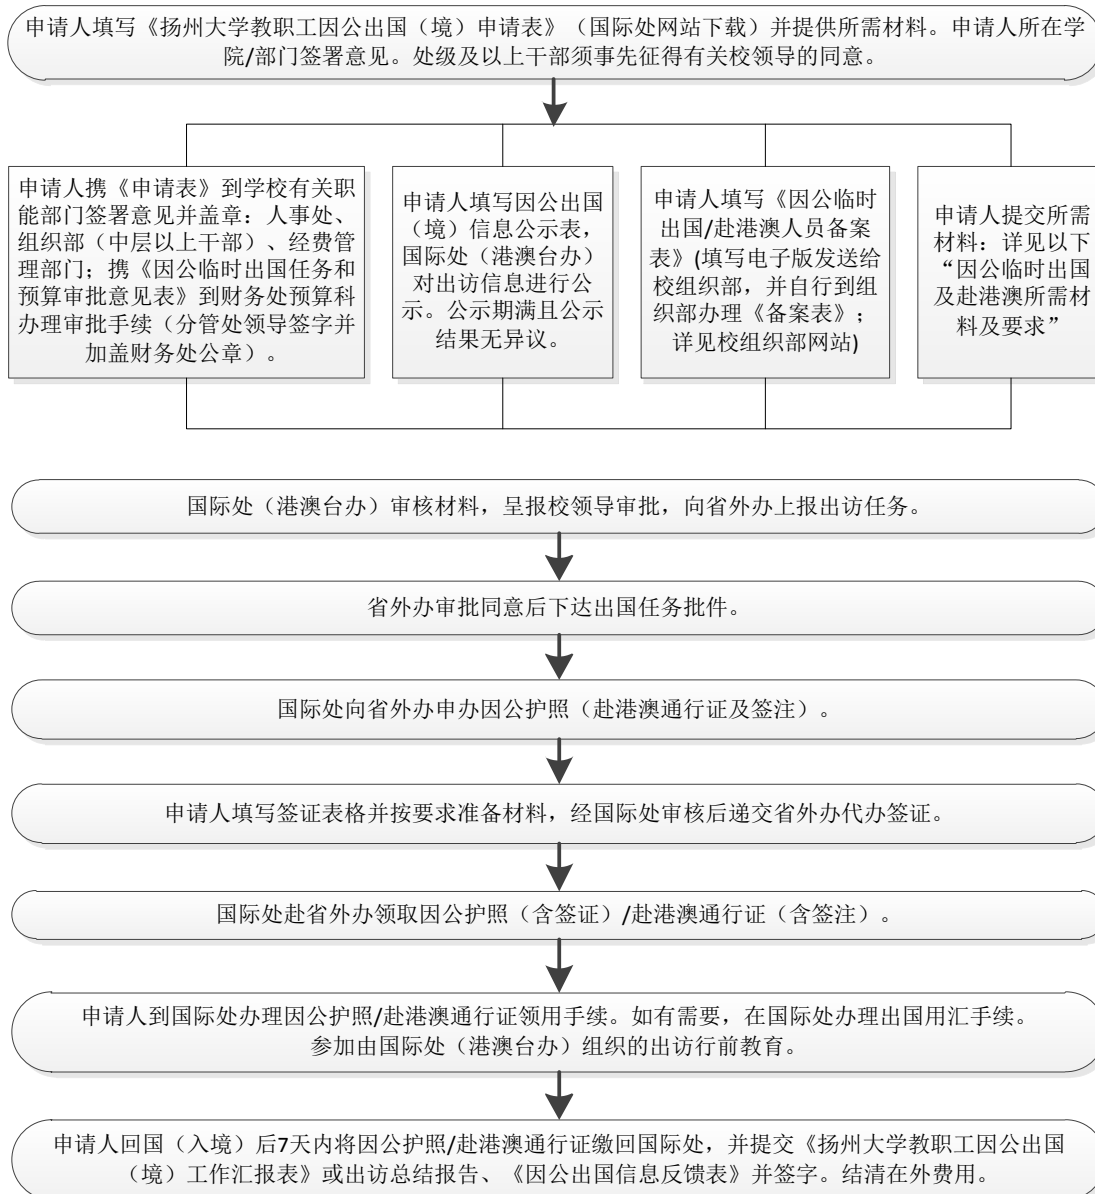 申请人填写《扬州大学教职工因公出国（境）申请表》（国际处网站下载）并提供所需材料。申请人所在学
院/部门签署意见。处级及以上干部须事先征得有关校领导的同意。
申请人携《申请表》到学校有关职
能部门签署意见并盖章：人事处、
组织部（中层以上干部）、经费管
理部门；携《因公临时出国任务和
预算审批意见表》到财务处预算科
办理审批手续（分管处领导签字并
加盖财务处公章）。
申请人填写因公出国
（境）信息公示表，
国际处（港澳台办）
对出访信息进行公
示。公示期满且公示
结果无异议。
申请人填写《因公临时
出国/赴港澳人员备案
表》(填写电子版发送给
校组织部，并自行到组
织部办理《备案表》；
详见校组织部网站)
申请人提交所需
材料：详见以下
“因公临时出国
及赴港澳所需材
料及要求”
国际处（港澳台办）审核材料，呈报校领导审批，向省外办上报出访任务。
省外办审批同意后下达出国任务批件。
国际处向省外办申办因公护照（赴港澳通行证及签注）。
申请人填写签证表格并按要求准备材料，经国际处审核后递交省外办代办签证。
国际处赴省外办领取因公护照（含签证）/赴港澳通行证（含签注）。
申请人到国际处办理因公护照/赴港澳通行证领用手续。如有需要，在国际处办理出国用汇手续。
参加由国际处（港澳台办）组织的出访行前教育。
申请人回国（入境）后7天内将因公护照/赴港澳通行证缴回国际处，并提交《扬州大学教职工因公出国
（境）工作汇报表》或出访总结报告、《因公出国信息反馈表》并签字。结清在外费用。